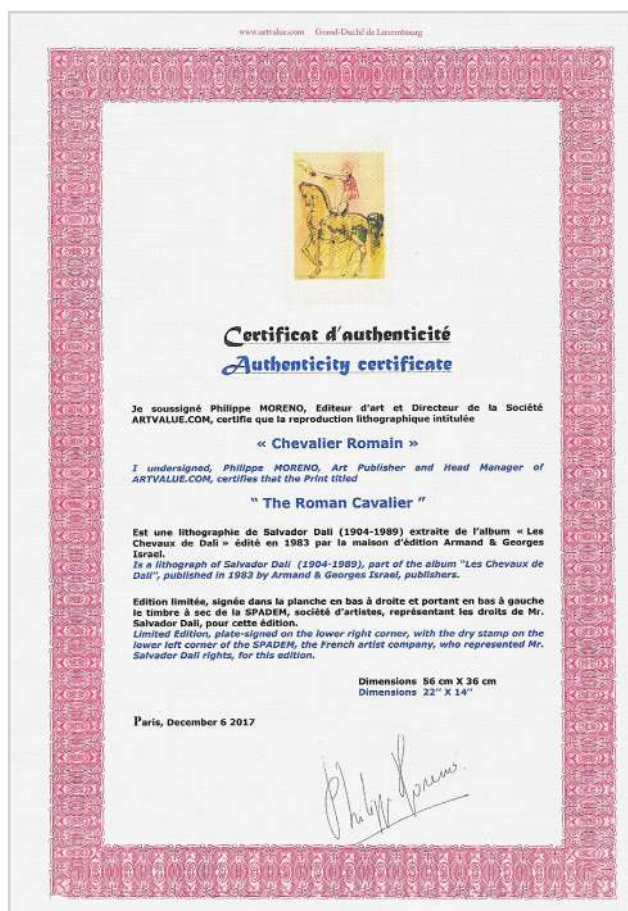 www.artvalue.com Grand-Duché de Luxembourg
Certificat d'authenticité
Authenticity certificate
Je soussigné Philippe MORENO, Editeur d'art et Directeur de la Société
ARTVALUE.COM, certifie que la reproduction lithographique intitulée
« Chevalier Romain »
I undersigned, Philippe MORENO, Art Publisher and Head Manager of
ARTVALUE.COM, certifies that the Print titled
" The Roman Cavalier "
Est une lithographie de Salvador Dali (1904-1989) extraite de l'album « Les
Chevaux de Dali » édité en 1983 par la maison d'édition Armand & Georges
Israel.
Is a lithograph of Salvador Dali (1904-1989), part of the album "Les Chevaux de
Dali", published in 1983 by Armand & Georges Israel, publishers.
Edition limitée, signée dans la planche en bas à droite et portant en bas à gauche
le timbre à sec de la SPADEM, société d'artistes, représentant les droits de Mr.
Salvador Dali, pour cette édition.
Limited Edition, plate-signed on the lower right corner, with the dry stamp on the
lower left corner of the SPADEM, the French artist company, who represented Mr.
Salvador Dali rights, for this edition.
Dimensions 56 cm X 36 cm
Dimensions 22" X 14"
Paris, December 6 2017
Philipp Moreno